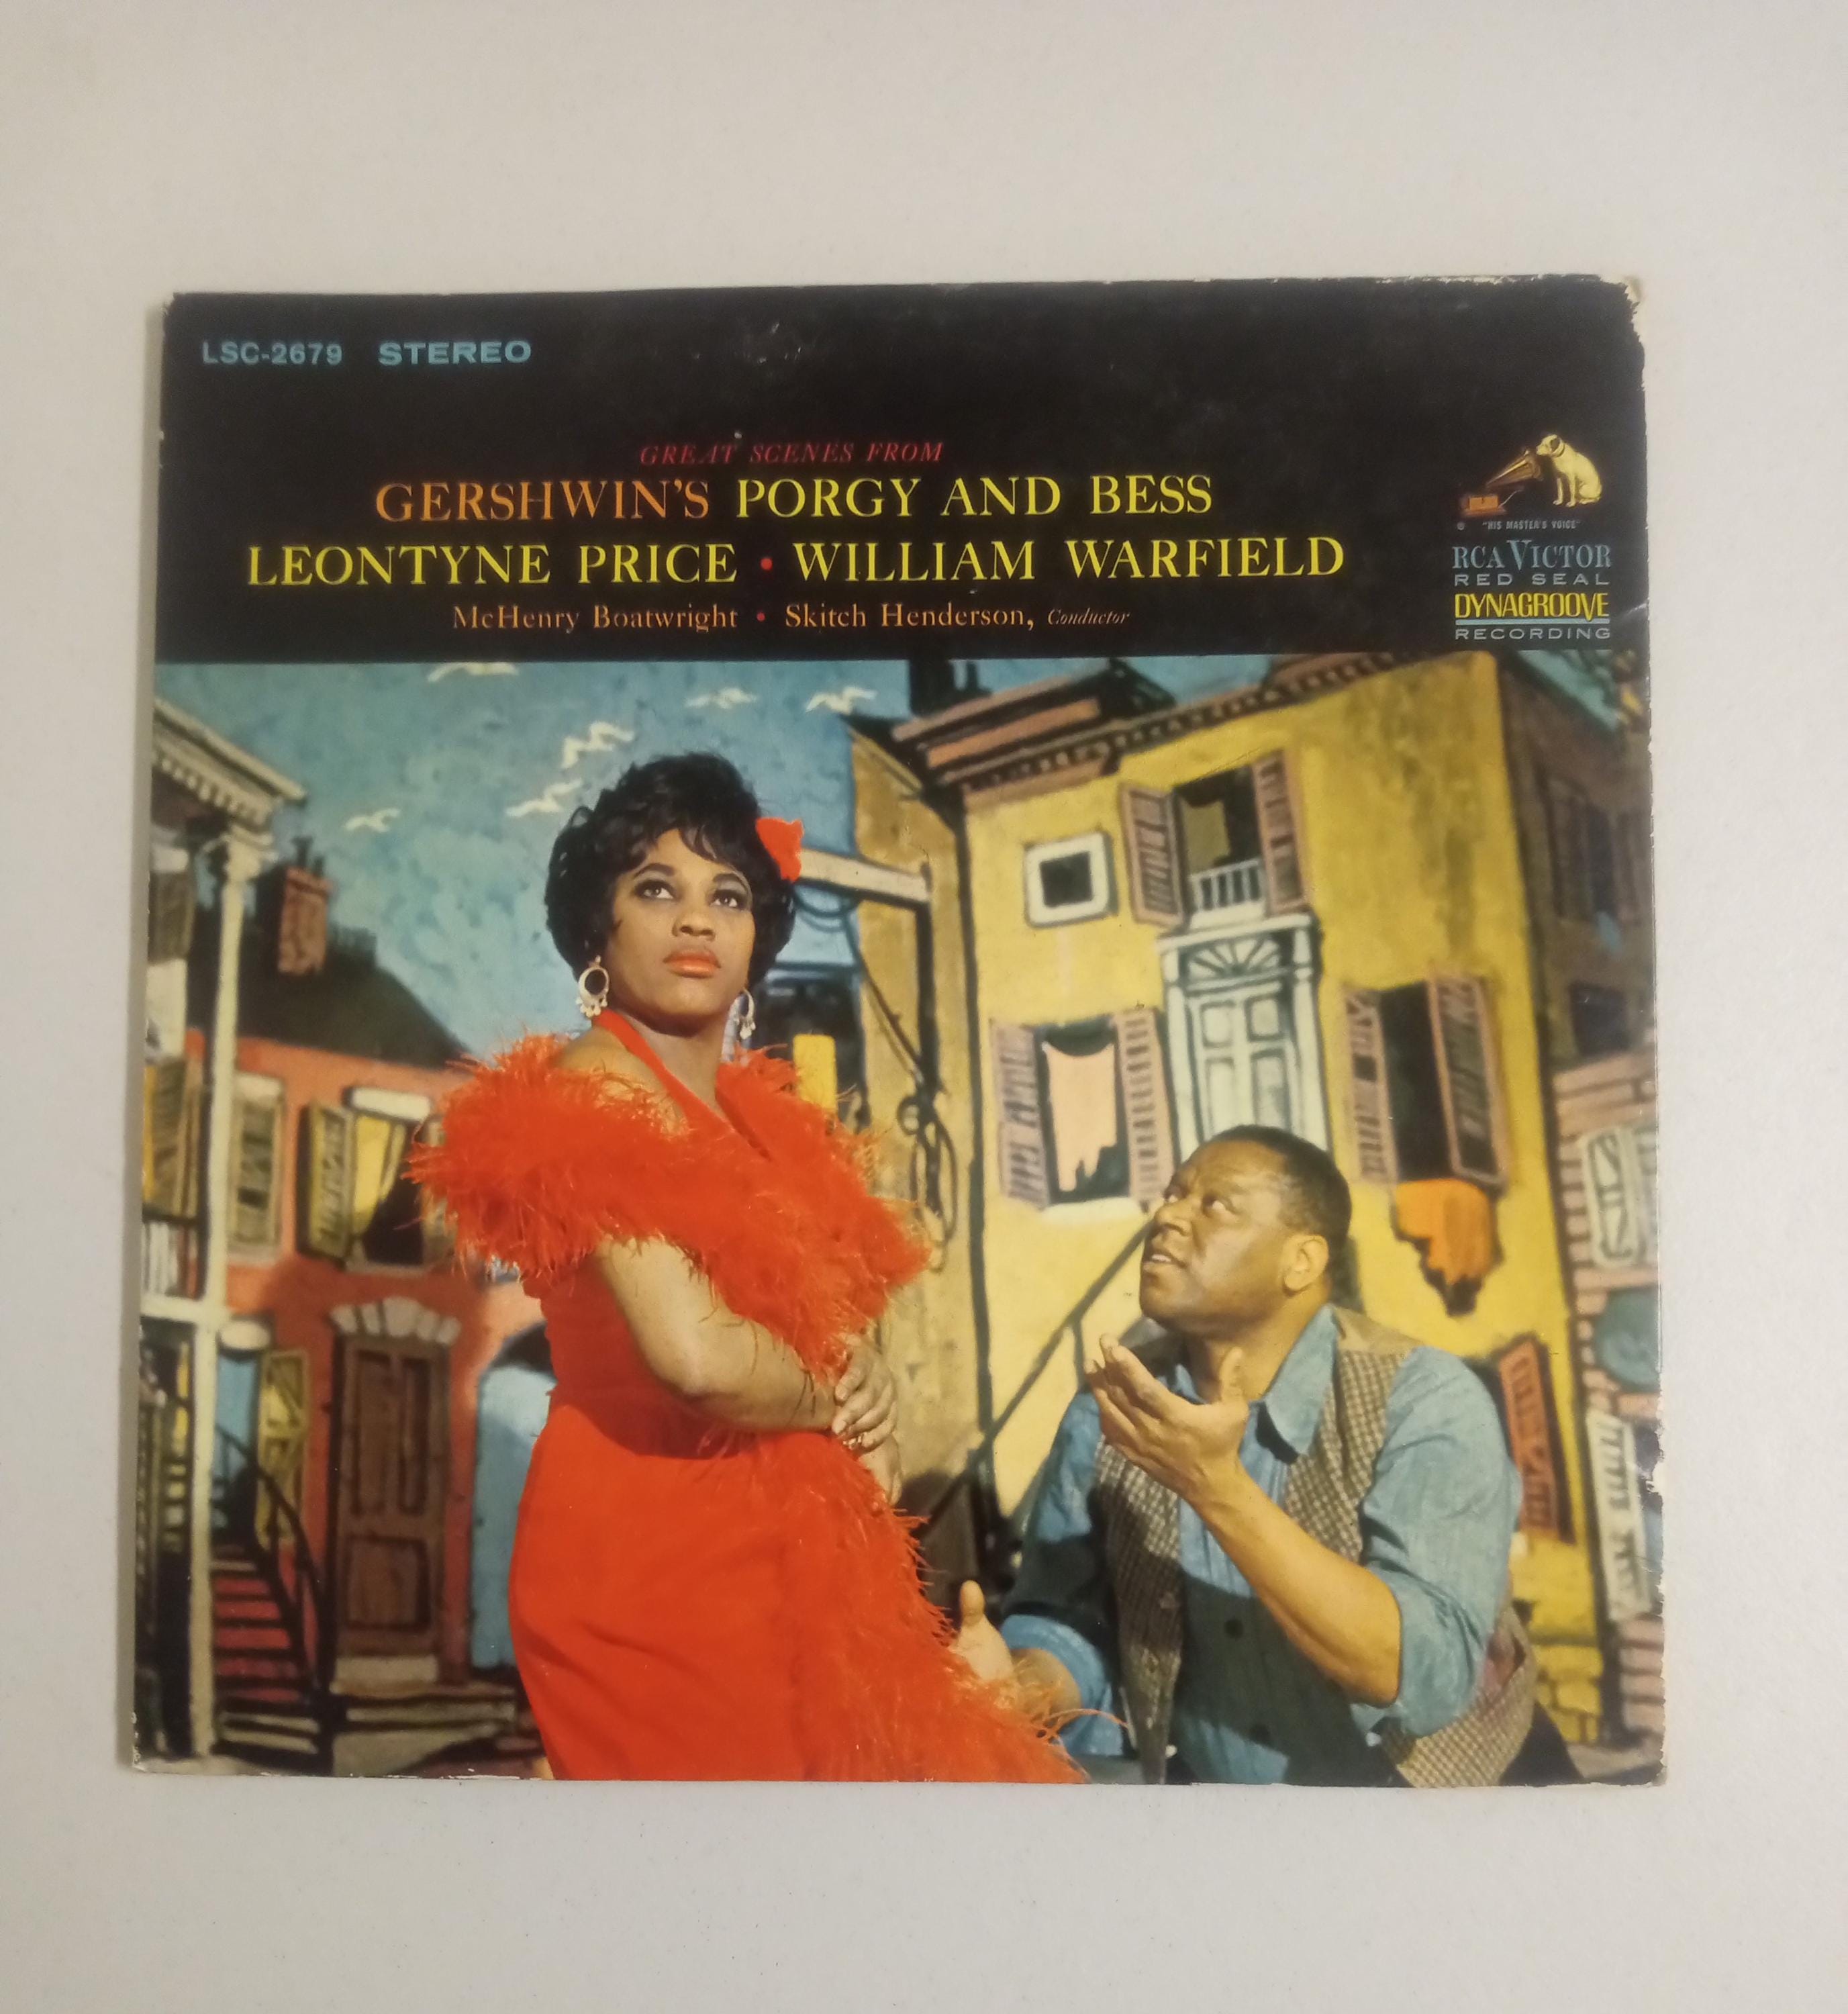 LSC-2679 STEREO
GREAT SCENES FROM
GERSHWIN'S PORGY AND BESS
LEONTYNE PRICE • WILLIAM WARFIELD
McHenry Boatwright • Skitch Henderson, Conductor
"HIS MASTER'S VOICE"
RCA VICTOR
RED SEAL
DYNAGROOVE
RECORDING